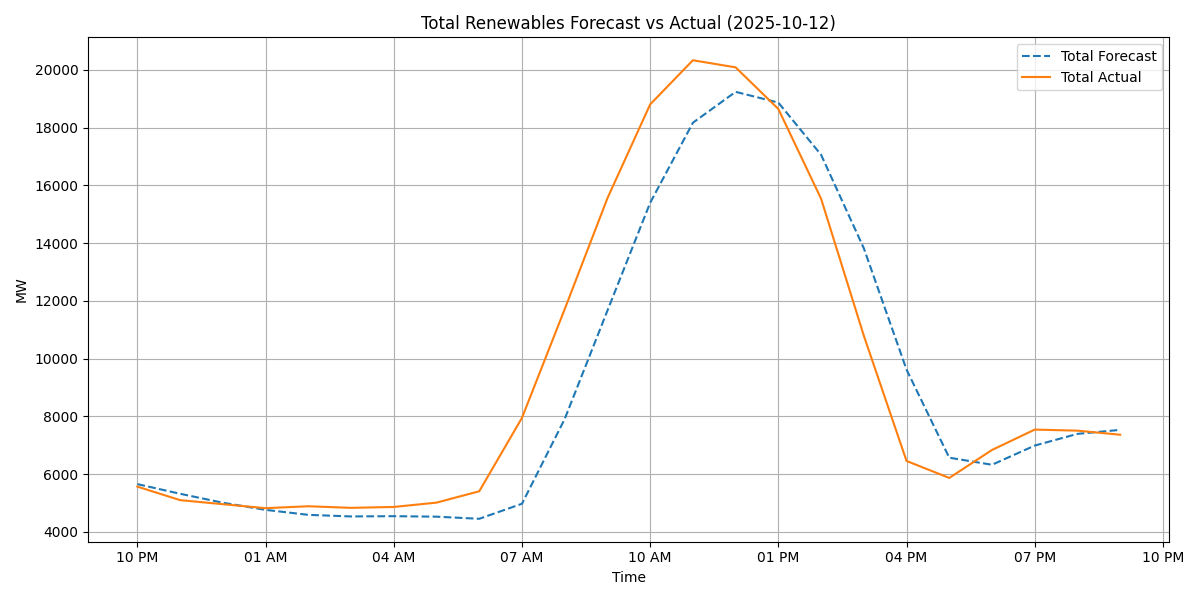 Total Renewables Forecast vs Actual (2025-10-12)
Total Forecast
Total Actual
20000
18000
16000
14000
12000
10000
8000
6000
4000
MW
10 PM 01 AM 04 AM 07 AM 10 AM 01 PM 04 PM 07 PM 10 PM
Time